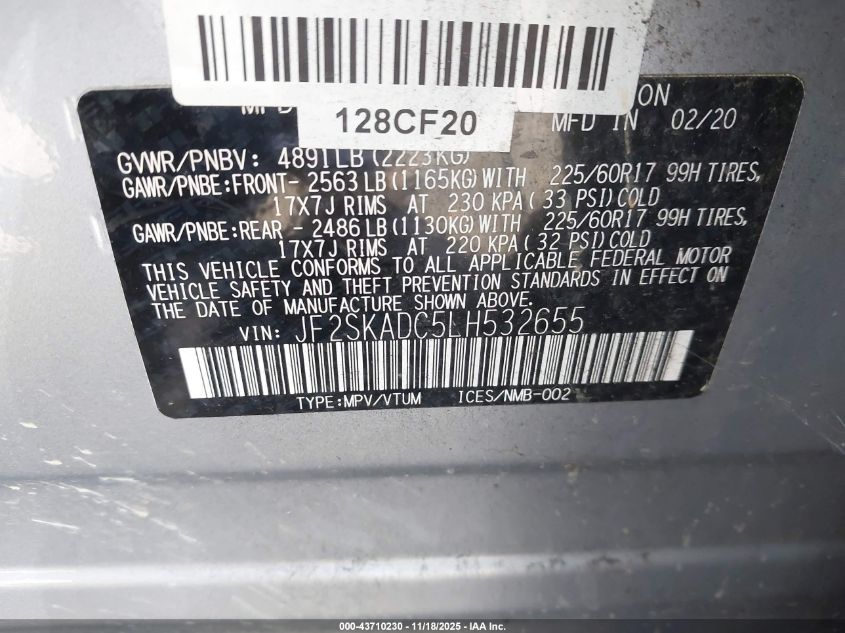 128CF20
ON
MFD IN 02/20
GVWR/PNBV: 4891LB (2223KG)
GAWR/PNBE:FRONT- 2563LB(1165KG)WITH 225/60R17 99H TIRES,
17X7J RIMS AT 230 KPA(33 PSI)COLD
GAWR/PNBE:REAR - 2486LB(1130KG)WITH 225/60R17 99H TIRES,
17X7J RIMS AT 220 KPA(32 PSI)COLD
THIS VEHICLE CONFORMS TO ALL APPLICABLE FEDERAL MOTOR
VEHICLE SAFETY AND THEFT PREVENTION STANDARDS IN EFFECT ON
THE DATE OF MANUFACTURE SHOWN ABOVE.
VIN: JF2SKADC5LH532655
TYPE:MPV/VTUM ICES/NMB-002
000-43710230 - 11/18/2025 - IAA Inc.